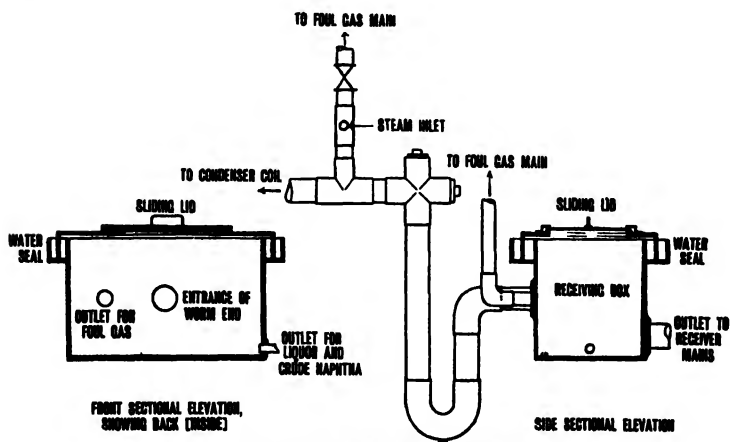 TO FOUL GAS MAIN
STEAM INLET
TO FOUL GAS MAIN
TO CONDENSER COIL
SLIDING LID
SLIDING LID
WATER
SEAL
WATER
SEAL
RECEIVING BOX
ENTRANCE OF
WORM END
OUTLET FOR
FOUL GAS
OUTLET TO
RECEIVER
MAINS
OUTLET FOR
LIQUOR AND
CRUDE NAPHTHA
FRONT SECTIONAL ELEVATION,
SHOWING BACK [INSIDE]
SIDE SECTIONAL ELEVATION